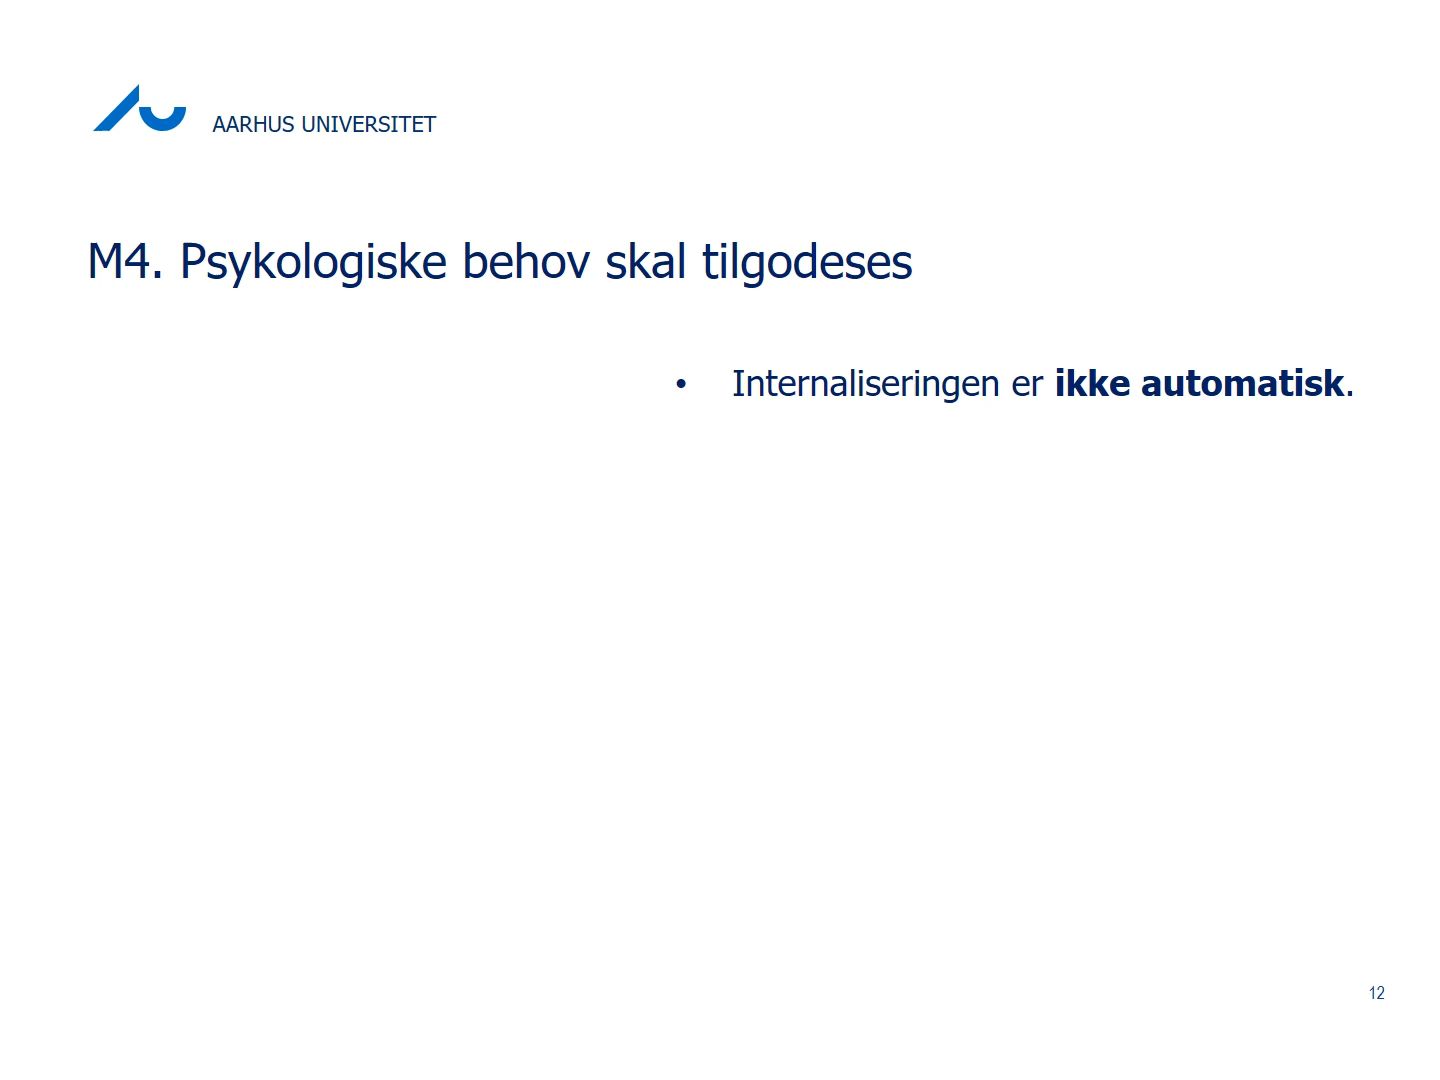 AARHUS UNIVERSITET
M4. Psykologiske behov skal tilgodeses
• Internaliseringen er ikke automatisk.
12